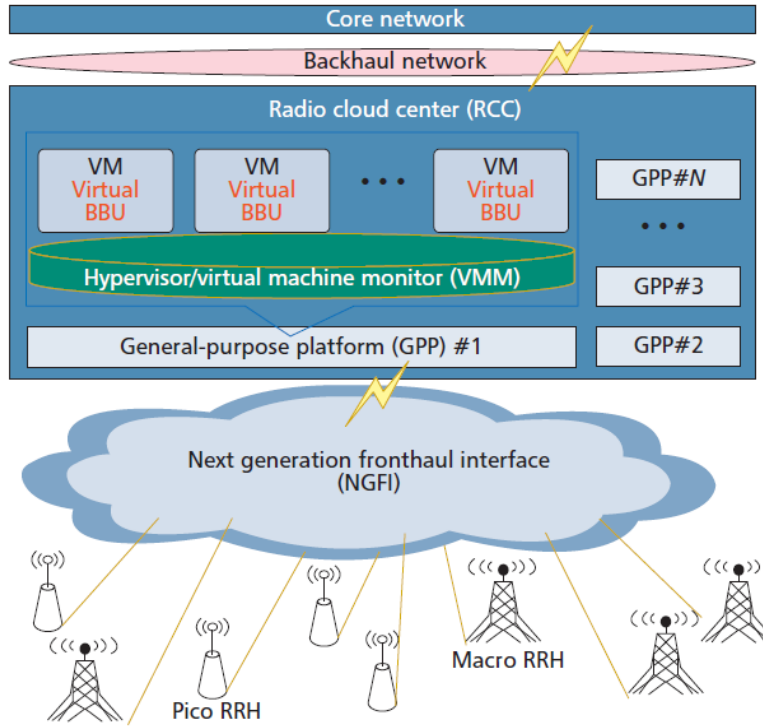 Core network
Backhaul network
Radio cloud center (RCC)
VM
Virtual
BBU
VM
Virtual
BBU
• • •
VM
Virtual
BBU
GPP#N
• • •
Hypervisor/virtual machine monitor (VMM)
GPP#3
General-purpose platform (GPP) #1
GPP#2
Next generation fronthaul interface
(NGFI)
Macro RRH
Pico RRH